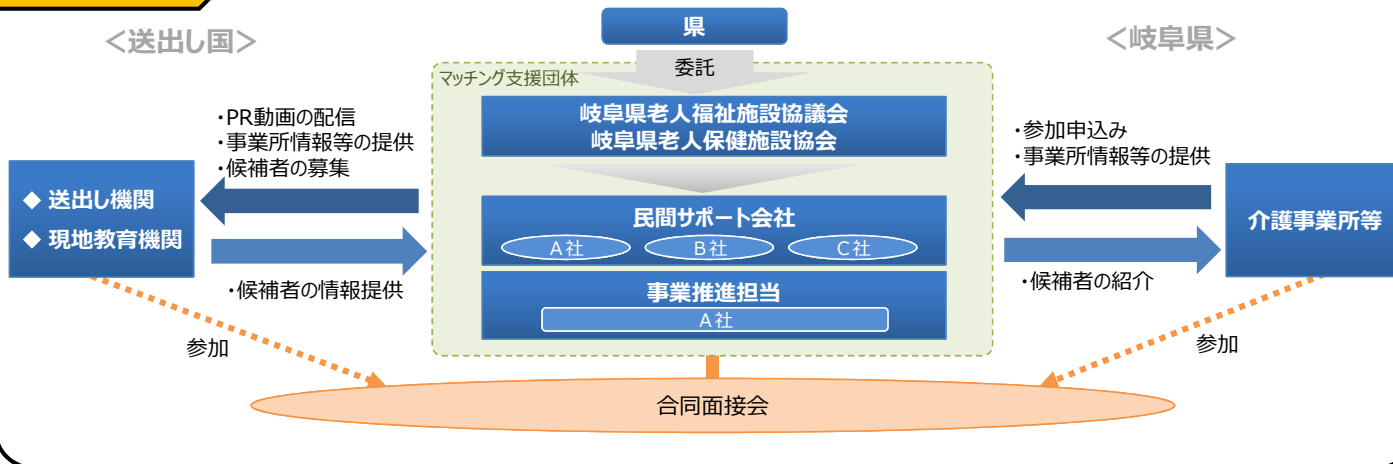 県
<送出し国>
<岐阜県>
委託
マッチング支援団体
岐阜県老人福祉施設協議会
岐阜県老人保健施設協会
・PR動画の配信
・事業所情報等の提供
・候補者の募集
・参加申込み
・事業所情報等の提供
◆ 送出し機関
◆ 現地教育機関
民間サポート会社
A社
B社
C社
介護事業所等
・候補者の情報提供
・候補者の紹介
事業推進担当
A社
参加
参加
合同面接会